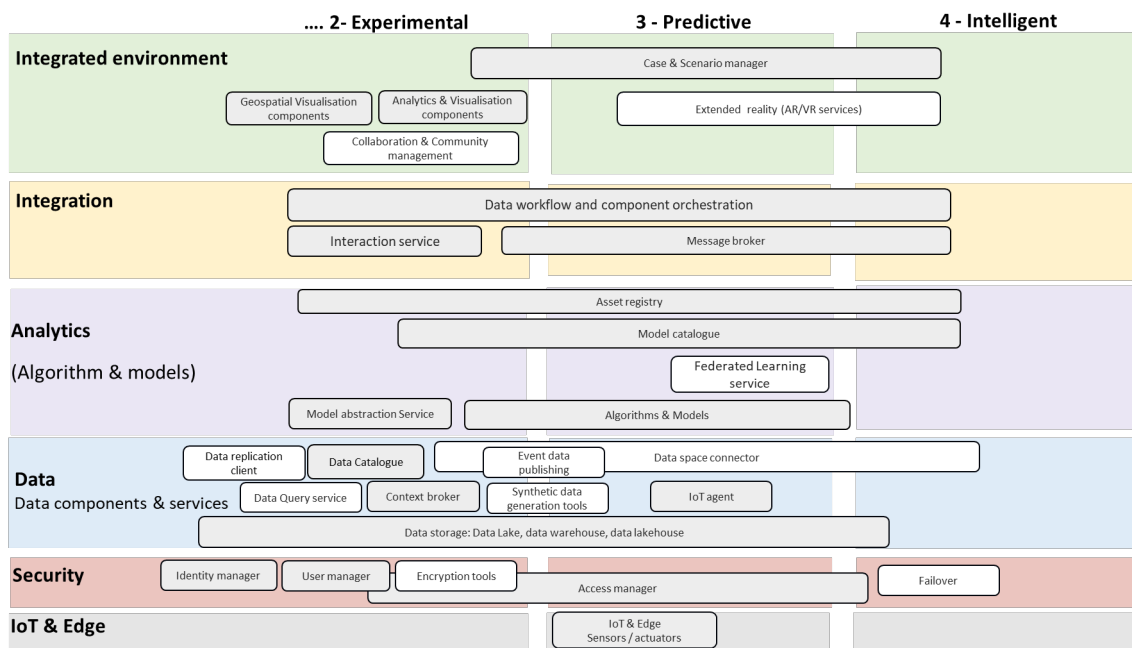 .... 2- Experimental
3 - Predictive
4 - Intelligent
Integrated environment
Case & Scenario manager
Geospatial Visualisation
components
Analytics & Visualisation
components
Extended reality (AR/VR services)
Collaboration & Community
management
Integration
Data workflow and component orchestration
Interaction service
Message broker
Asset registry
Analytics
Model catalogue
(Algorithm & models)
Federated Learning
service
Model abstraction Service
Algorithms & Models
Data replication
client
Data Catalogue
Event data
publishing
Data space connector
Data
Data components & services
Data Query service
Context broker
Synthetic data
generation tools
IoT agent
Data storage: Data Lake, data warehouse, data lakehouse
Security
Identity manager
User manager
Encryption tools
Access manager
Failover
IoT & Edge
IoT & Edge
Sensors / actuators